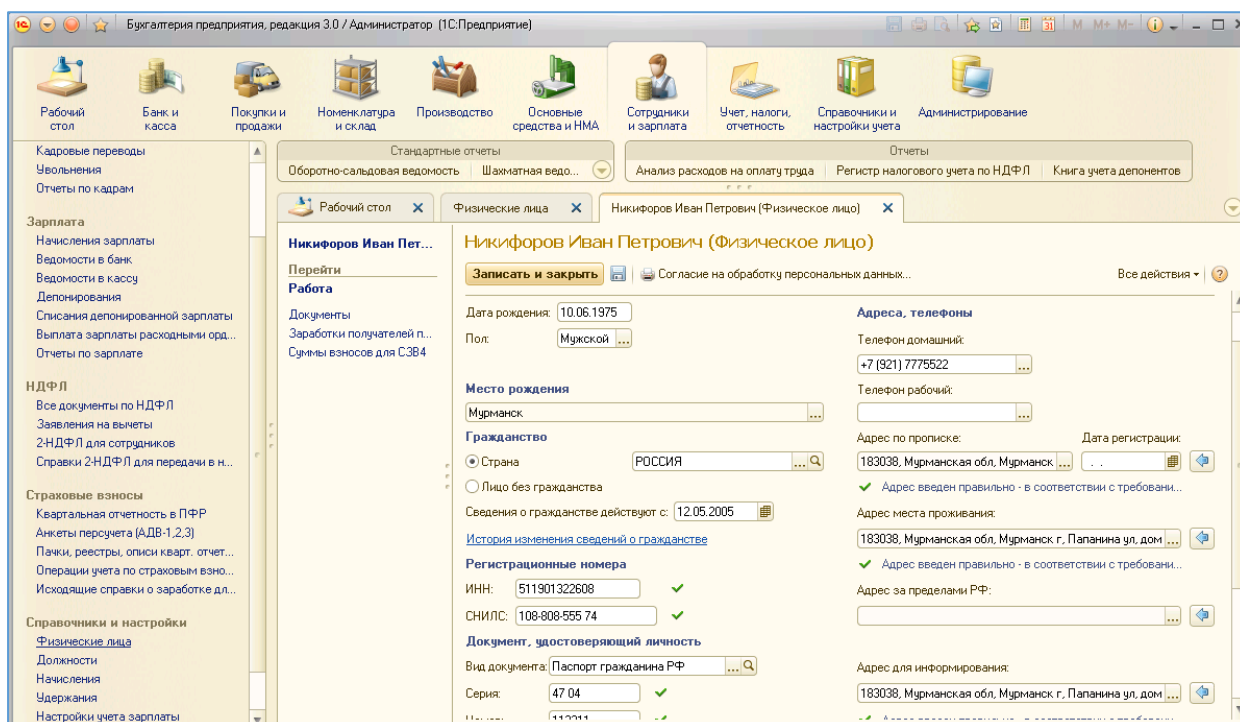 Бухгалтерия предприятия, редакция 3.0 / Администратор (1С:Предприятие)
M M+ M-
Рабочий стол
Банк и касса
Покупки и продажи
Номенклатура и склад
Производство
Основные средства и НМА
Сотрудники и зарплата
Учет, налоги, отчетность
Справочники и настройки учета
Администрирование
Кадровые переводы
Увольнения
Отчеты по кадрам
Зарплата
Начисления зарплаты
Ведомости в банк
Ведомости в кассу
Депонирования
Списания депонированной зарплаты
Выплата зарплаты расходными орд...
Отчеты по зарплате
НДФЛ
Все документы по НДФЛ
Заявления на вычеты
2-НДФЛ для сотрудников
Справки 2-НДФЛ для передачи в н...
Страховые взносы
Квартальная отчетность в ПФР
Анкеты персучета (АДВ-1,2,3)
Пачки, реестры, описи кварт. отчет...
Операции учета по страховым взно...
Исходящие справки о заработке дл...
Справочники и настройки
Физические лица
Должности
Начисления
Удержания
Настройки учета зарплаты
Стандартные отчеты
Оборотно-сальдовая ведомость Шахматная ведо...
Отчеты
Анализ расходов на оплату труда Регистр налогового учета по НДФЛ Книга учета депонентов
Рабочий стол
Физические лица
Никифоров Иван Петрович (Физическое лицо)
Никифоров Иван Пет...
Перейти
Работа
Документы
Заработки получателей п...
Суммы взносов для СЗВ4
Никифоров Иван Петрович (Физическое лицо)
Записать и закрыть Согласие на обработку персональных данных... Все действия
Дата рождения: 10.06.1975
Пол: Мужской ...
Место рождения
Мурманск ...
Гражданство
Страна РОССИЯ ...
Лицо без гражданства
Сведения о гражданстве действуют с: 12.05.2005
История изменения сведений о гражданстве
Регистрационные номера
ИНН: 511901322608
СНИЛС: 108-808-555 74
Документ, удостоверяющий личность
Вид документа: Паспорт гражданина РФ ...
Серия: 47 04
Адреса, телефоны
Телефон домашний:
+7 (921) 7775522 ...
Телефон рабочий:
...
Адрес по прописке: Дата регистрации:
183038, Мурманская обл, Мурманск ... . .
Адрес введен правильно - в соответствии с требовани...
Адрес места проживания:
183038, Мурманская обл, Мурманск г, Папанина ул, дом ...
Адрес введен правильно - в соответствии с требовани...
Адрес за пределами РФ:
...
Адрес для информирования:
183038, Мурманская обл, Мурманск г, Папанина ул, дом ...